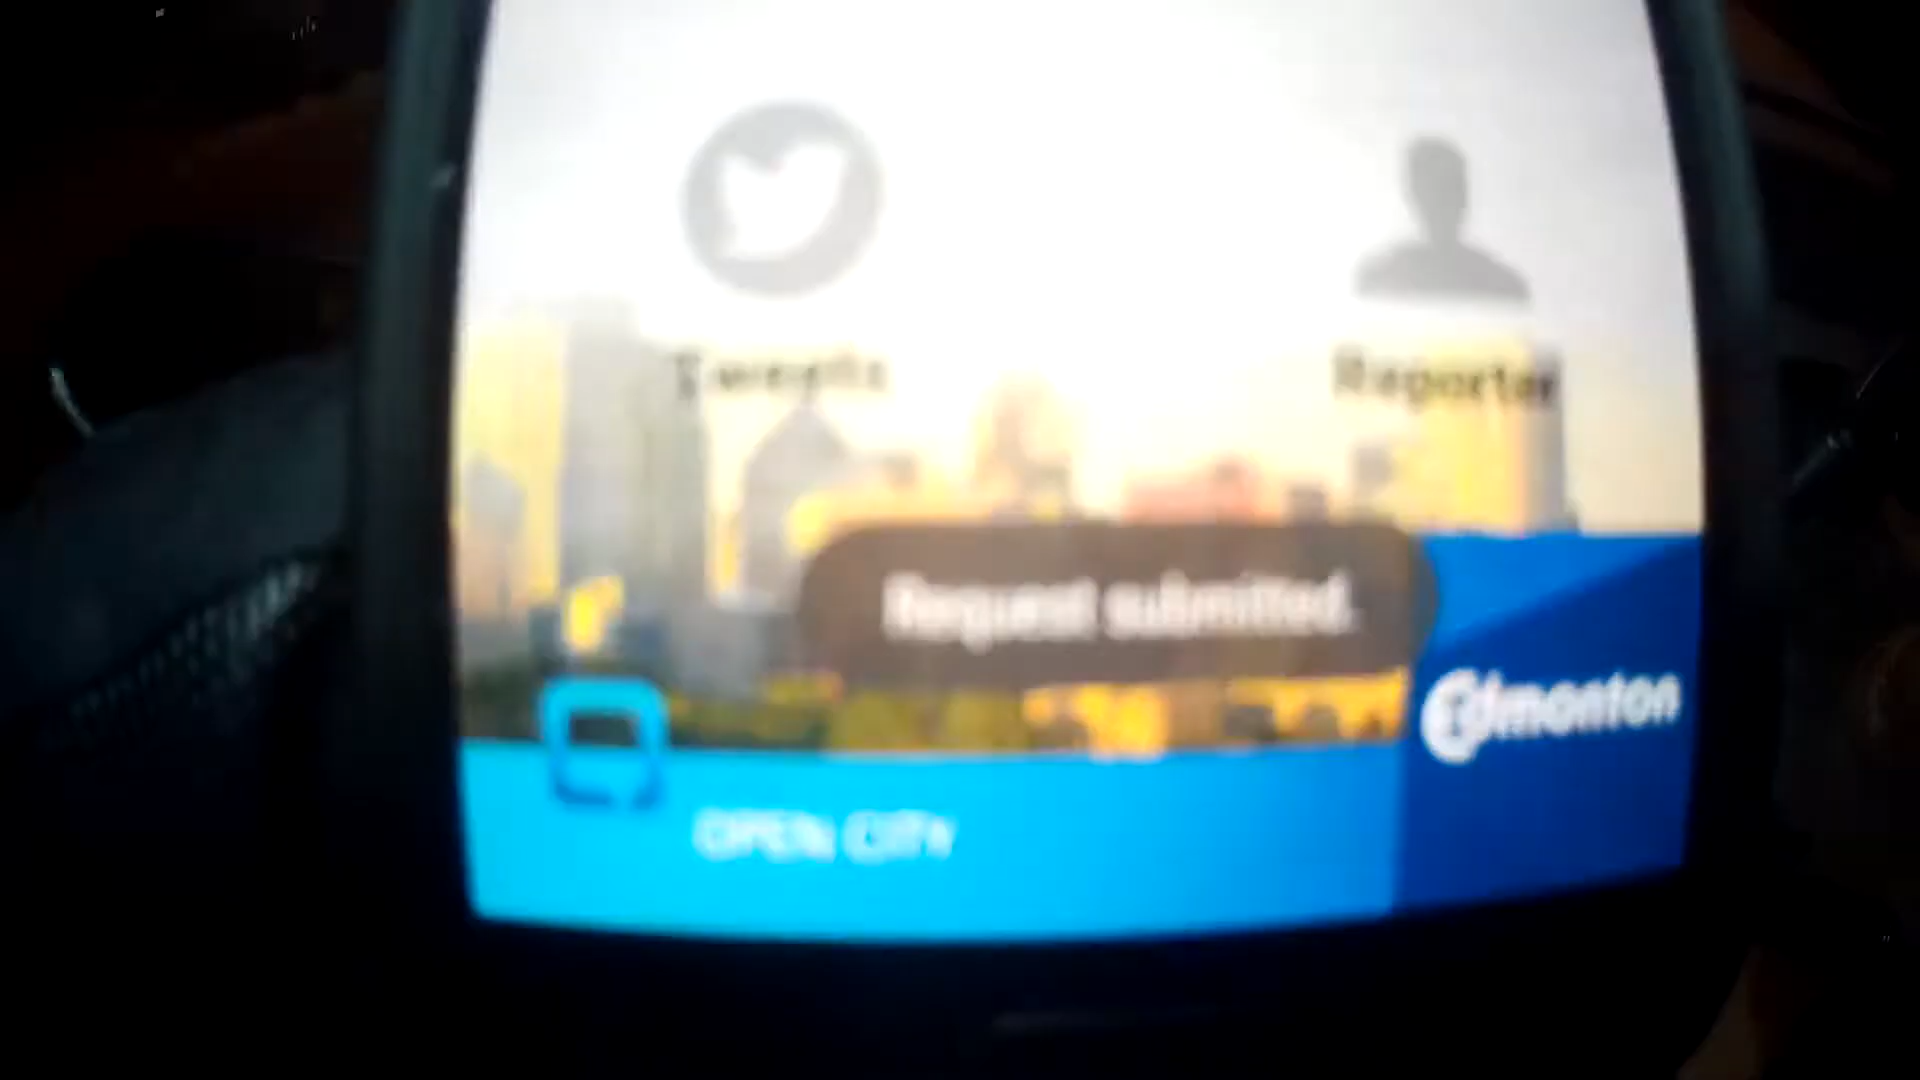 Tweets
Reporter
Request submitted.
Edmonton
OPEN CITY